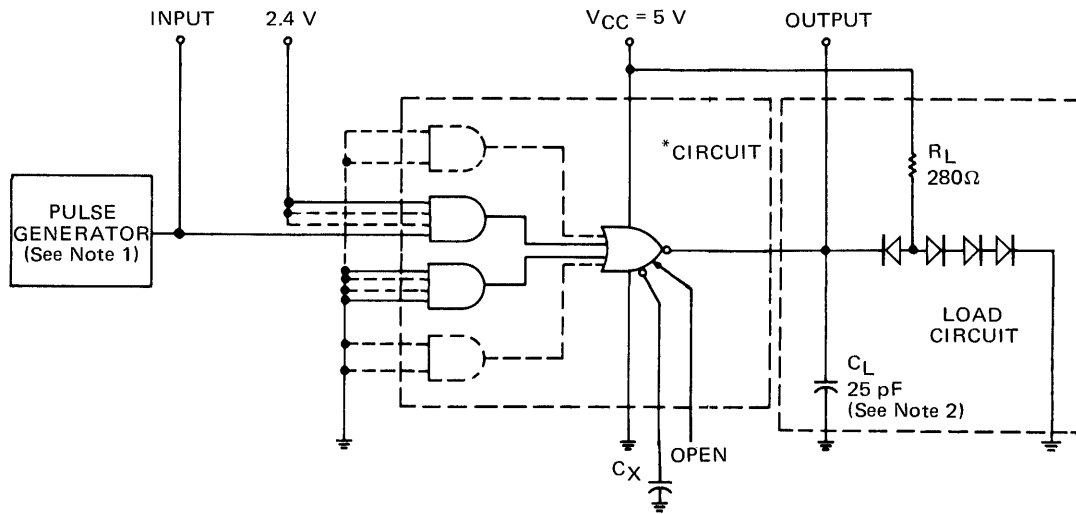 INPUT
2.4 V
VCC = 5 V
OUTPUT
*CIRCUIT
RL
280Ω
PULSE
GENERATOR
(See Note 1)
LOAD
CIRCUIT
CL
25 pF
(See Note 2)
OPEN
CX